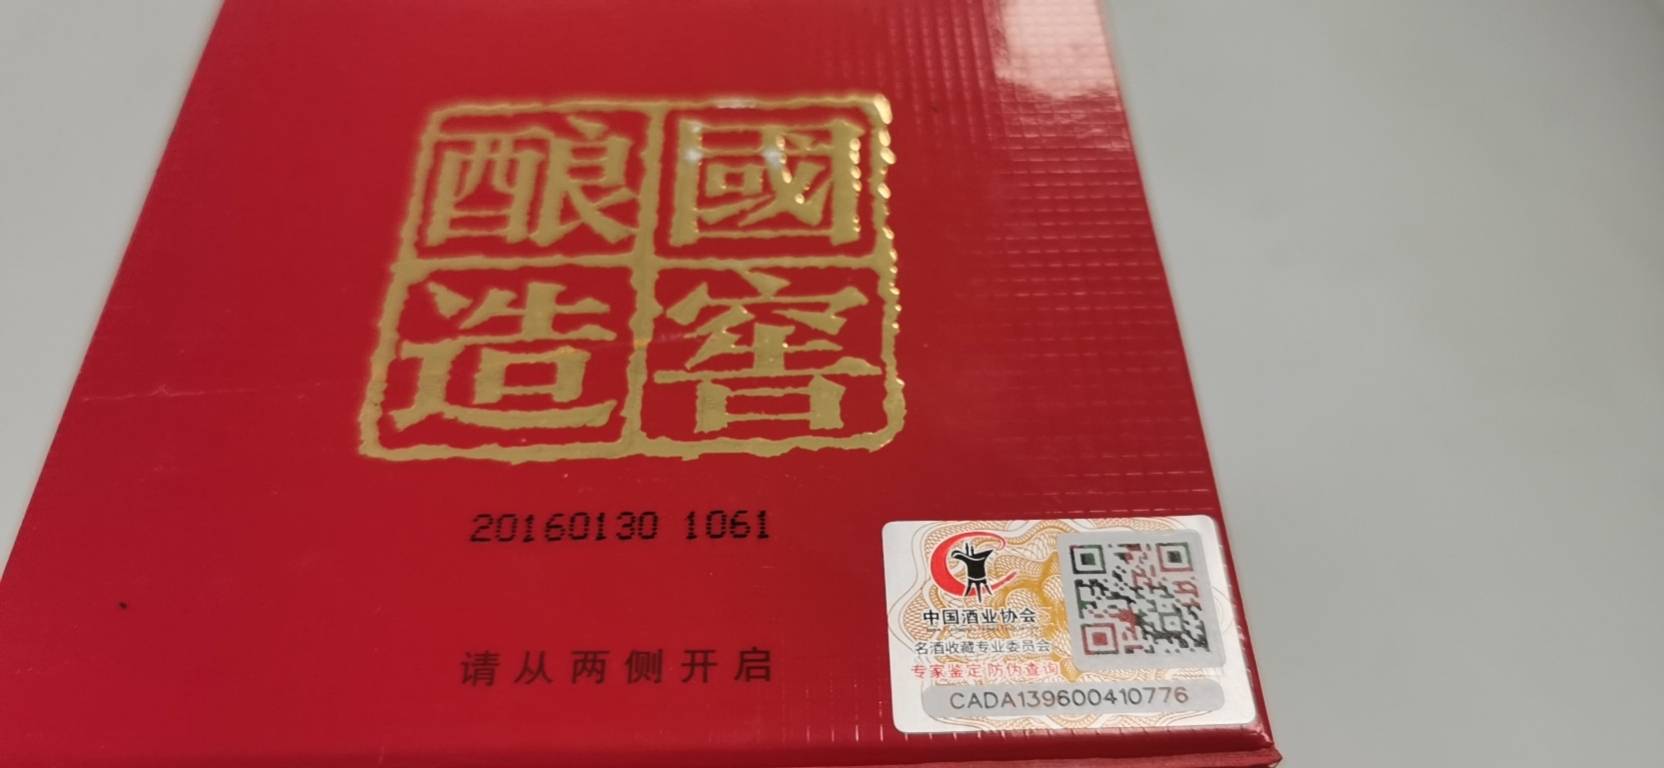 國窖
酿造
20160130 1061
请从两侧开启
中国酒业协会
名酒收藏专业委员会
专家鉴定 防伪查询
CADA139600410776